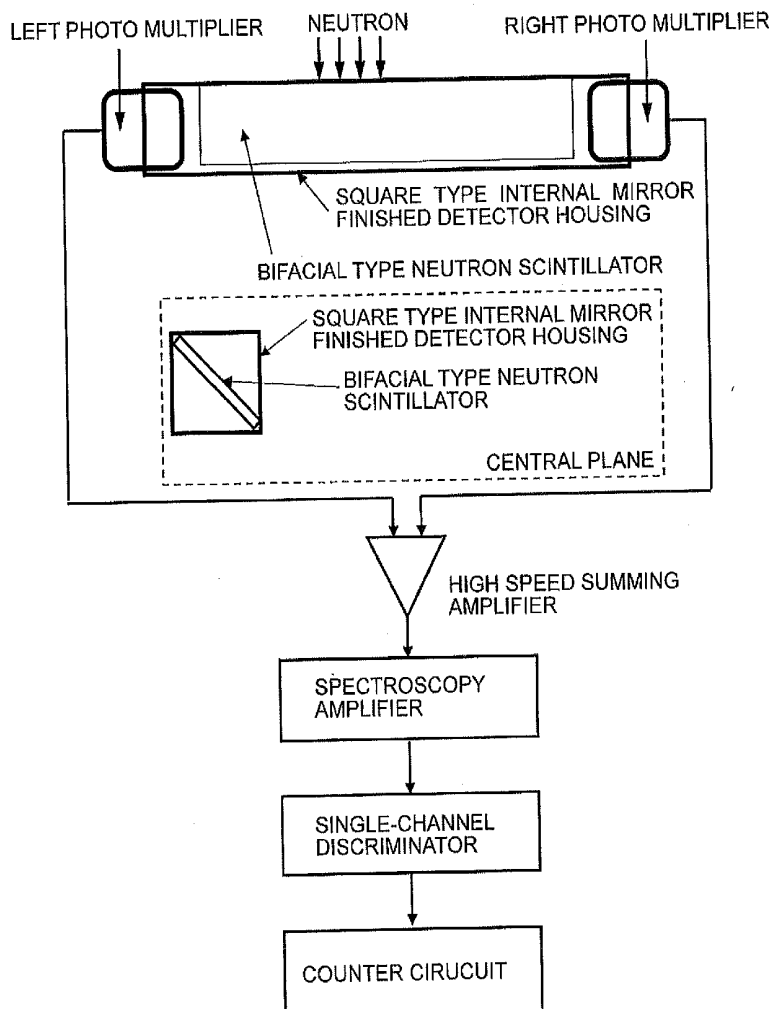 LEFT PHOTO MULTIPLIER
NEUTRON
RIGHT PHOTO MULTIPLIER
SQUARE TYPE INTERNAL MIRROR
FINISHED DETECTOR HOUSING
BIFACIAL TYPE NEUTRON SCINTILLATOR
SQUARE TYPE INTERNAL MIRROR
FINISHED DETECTOR HOUSING
BIFACIAL TYPE NEUTRON
SCINTILLATOR
CENTRAL PLANE
HIGH SPEED SUMMING
AMPLIFIER
SPECTROSCOPY
AMPLIFIER
SINGLE-CHANNEL
DISCRIMINATOR
COUNTER CIRUCUIT